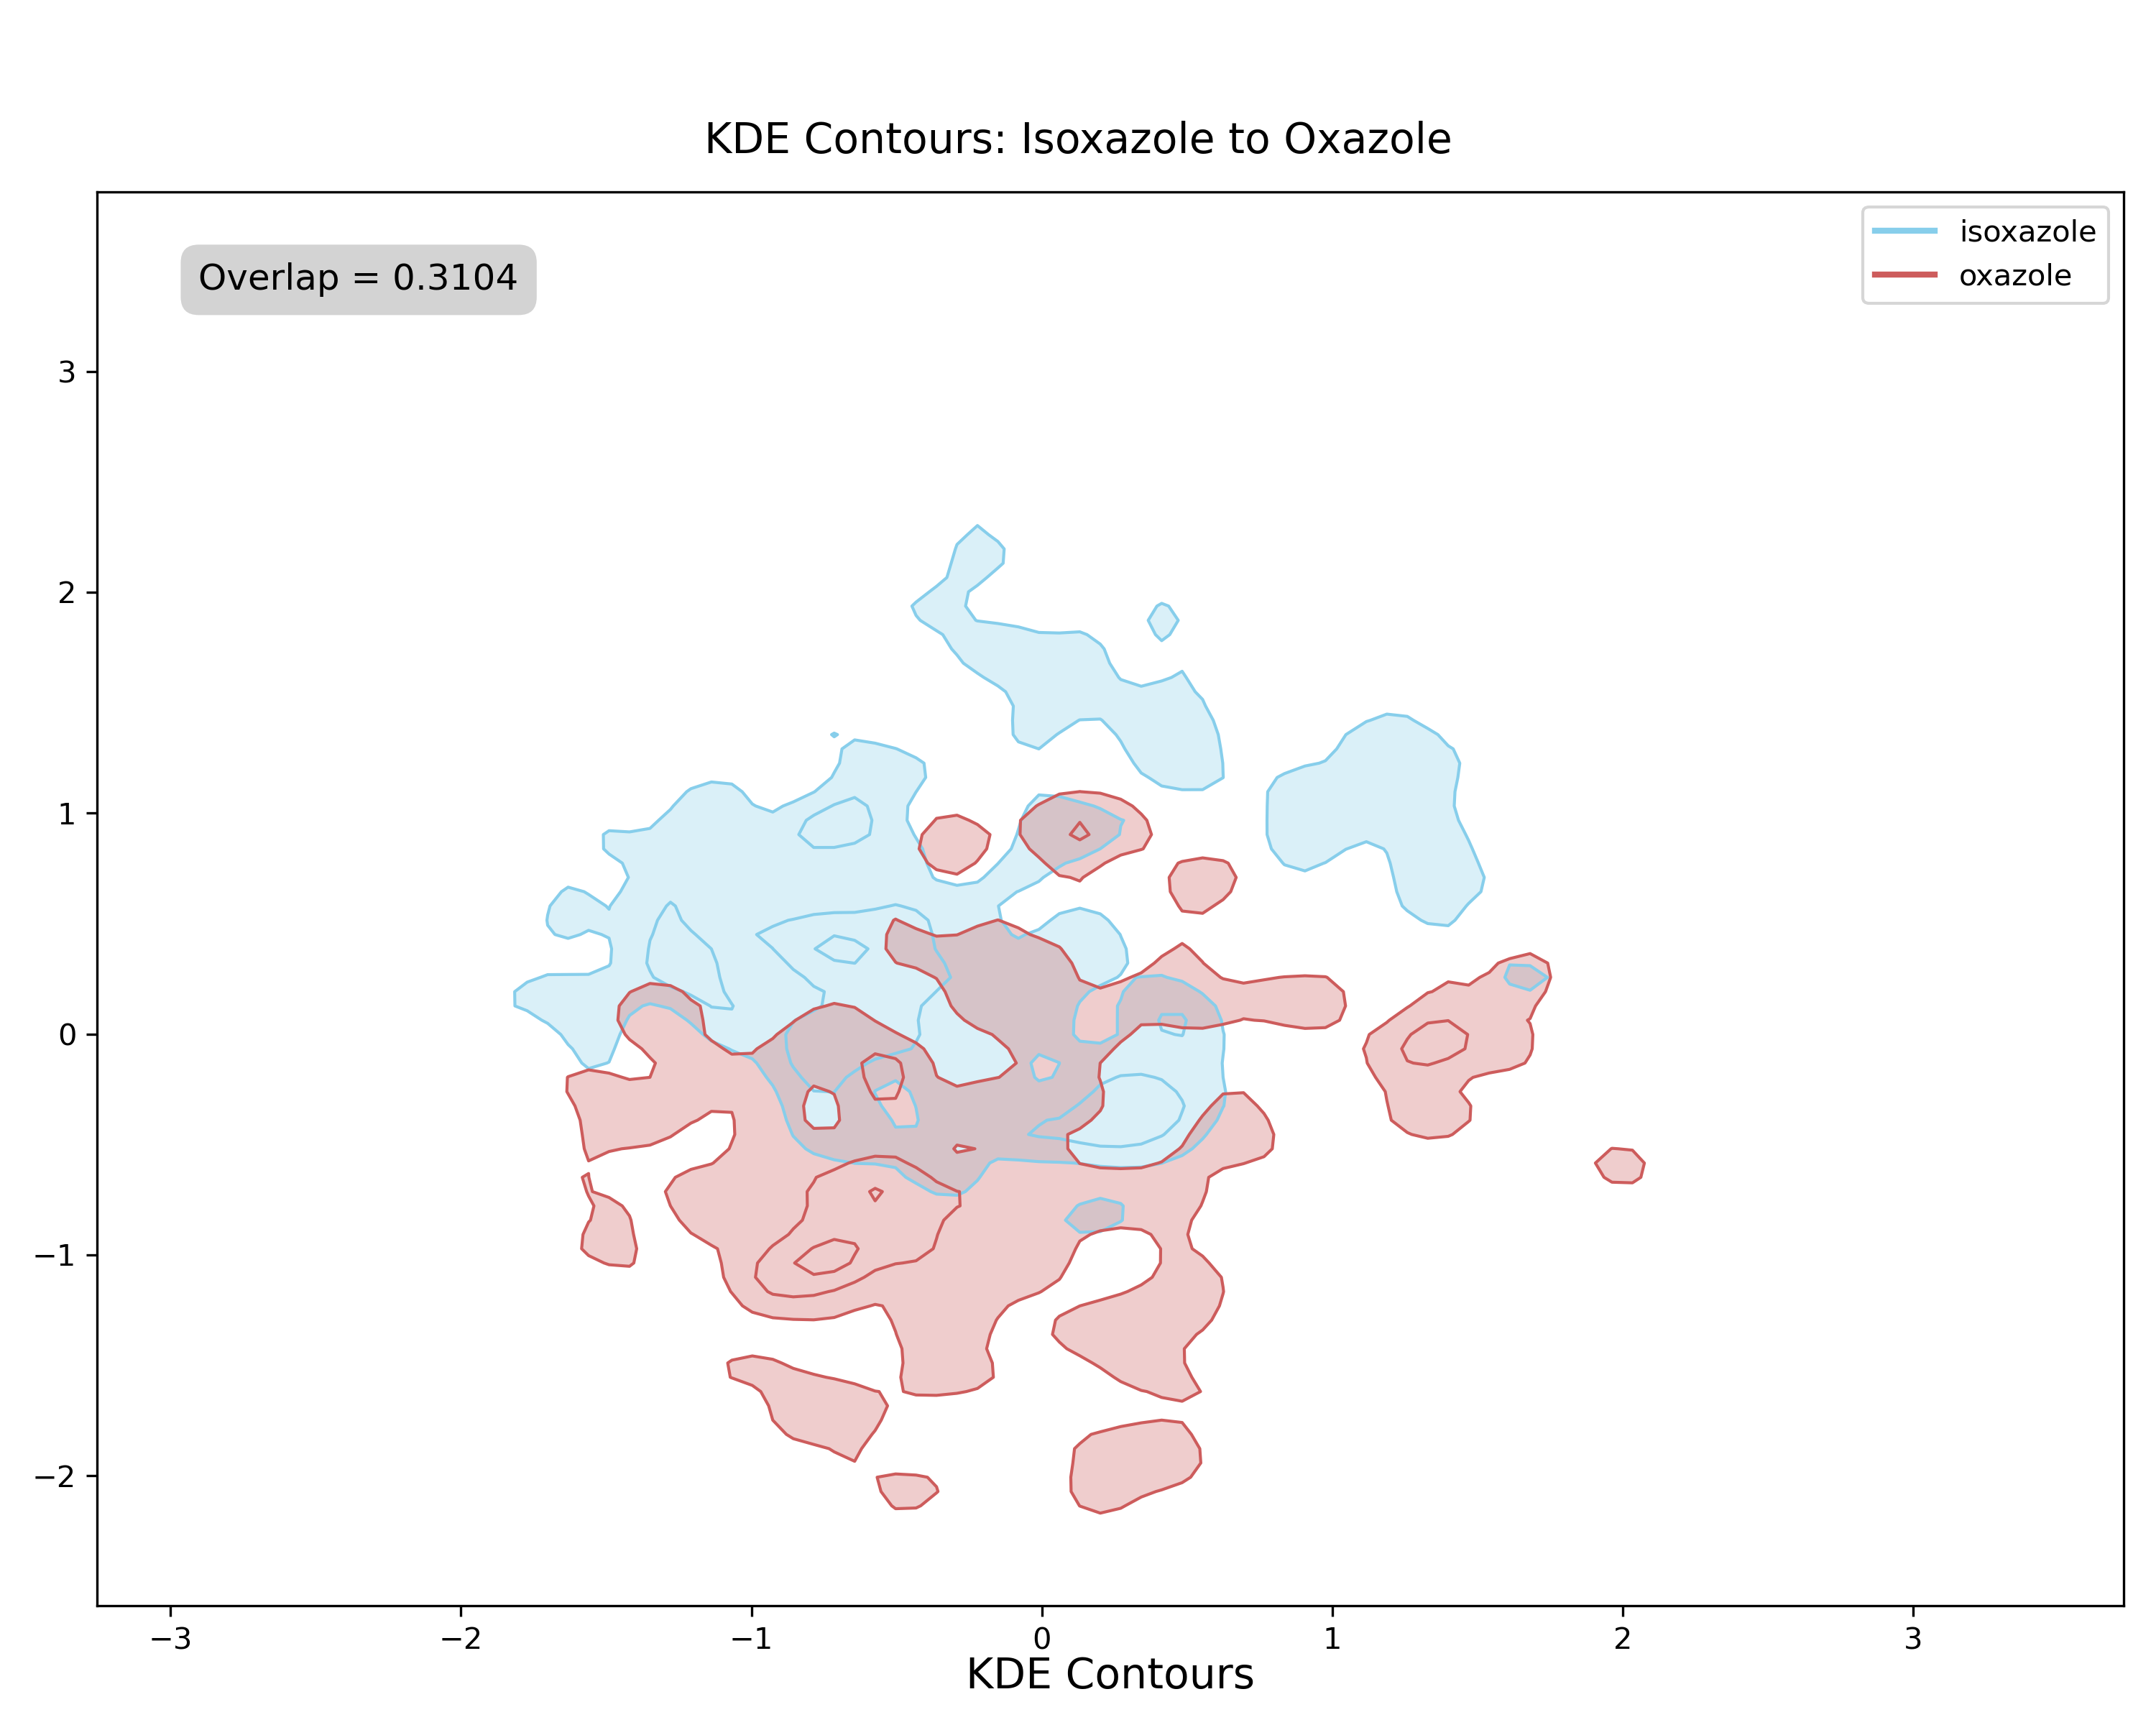 KDE Contours: Isoxazole to Oxazole
Overlap = 0.3104
isoxazole
oxazole
3
2
1
0
−1
−2
−3 −2 −1 0 1 2 3
KDE Contours